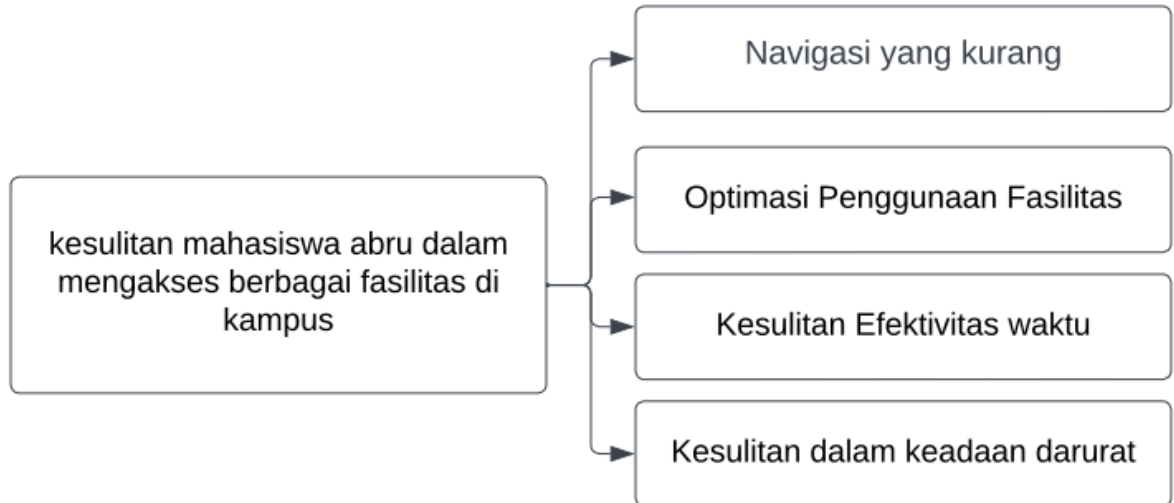 Navigasi yang kurang
Optimasi Penggunaan Fasilitas
kesulitan mahasiswa abru dalam
mengakses berbagai fasilitas di
kampus
Kesulitan Efektivitas waktu
Kesulitan dalam keadaan darurat